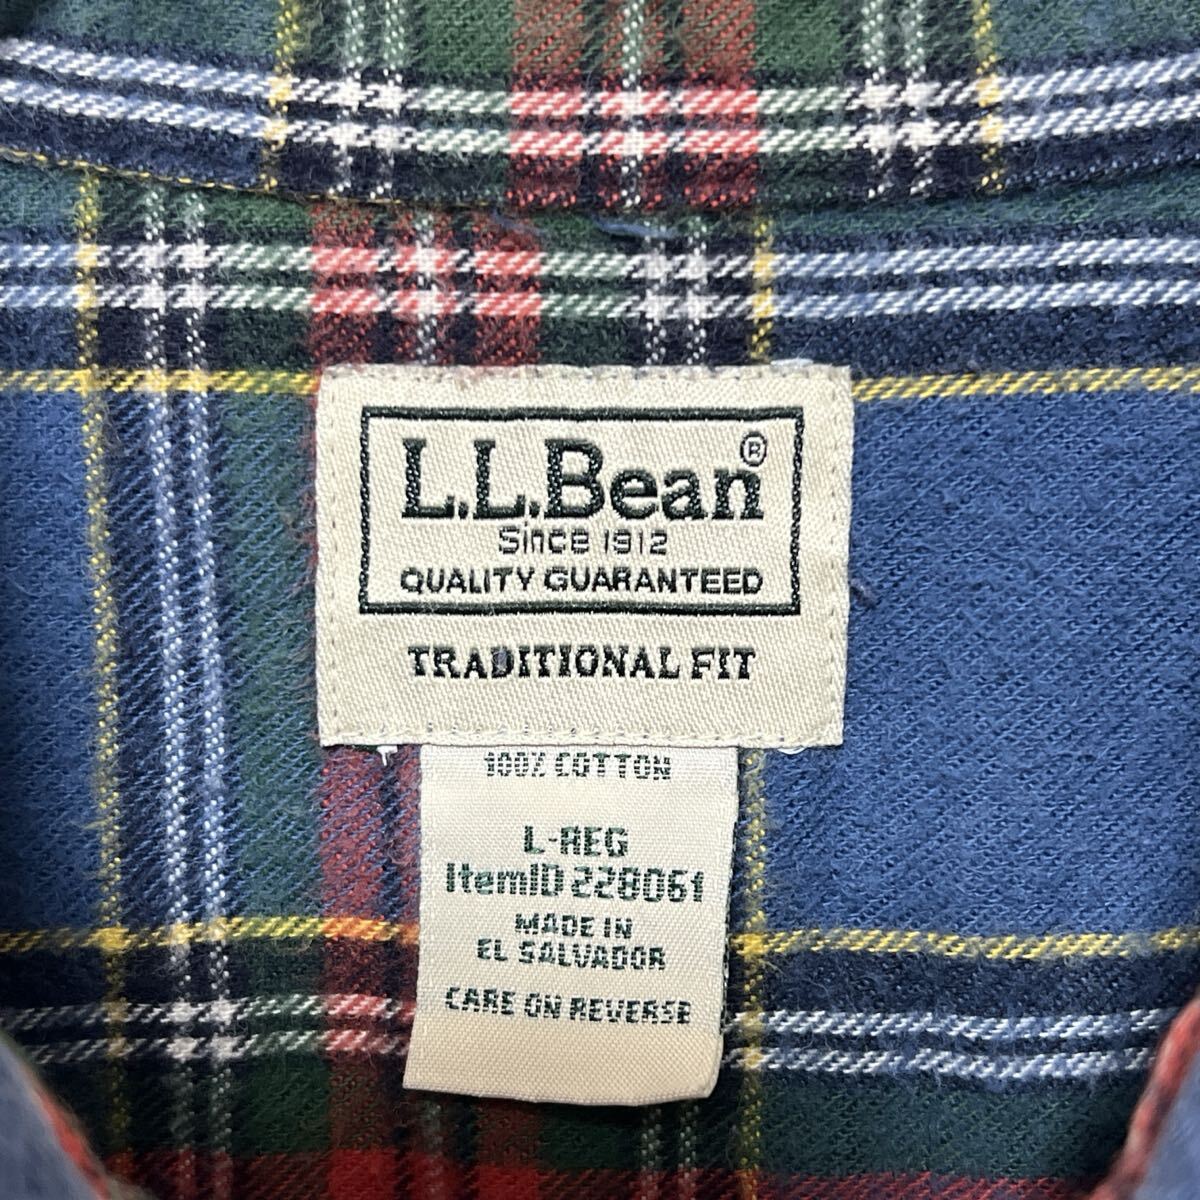 L.L.Bean®
Since 1912
QUALITY GUARANTEED
TRADITIONAL FIT
100% COTTON
L-REG
ItemID 228061
MADE IN
EL SALVADOR
CARE ON REVERSE